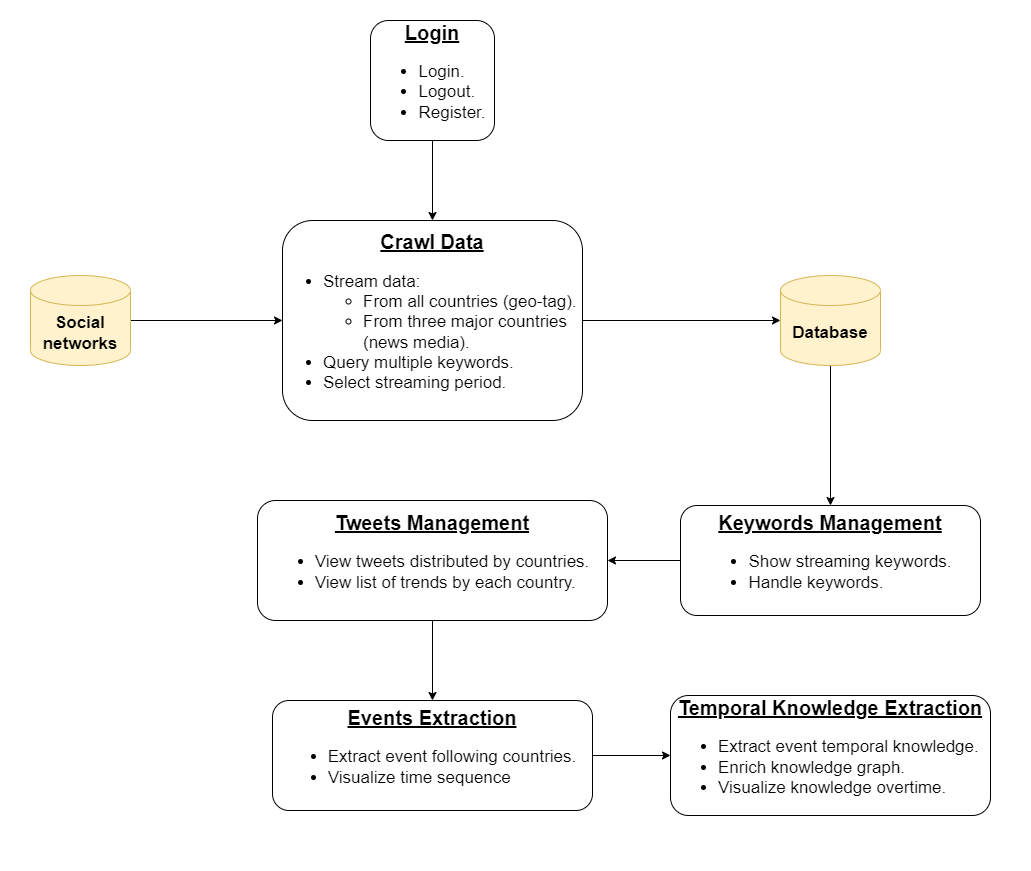 Login
• Login.
• Logout.
• Register.
Crawl Data
• Stream data:
○ From all countries (geo-tag).
○ From three major countries
(news media).
• Query multiple keywords.
• Select streaming period.
Social
networks
Database
Tweets Management
• View tweets distributed by countries.
• View list of trends by each country.
Keywords Management
• Show streaming keywords.
• Handle keywords.
Events Extraction
• Extract event following countries.
• Visualize time sequence
Temporal Knowledge Extraction
• Extract event temporal knowledge.
• Enrich knowledge graph.
• Visualize knowledge overtime.